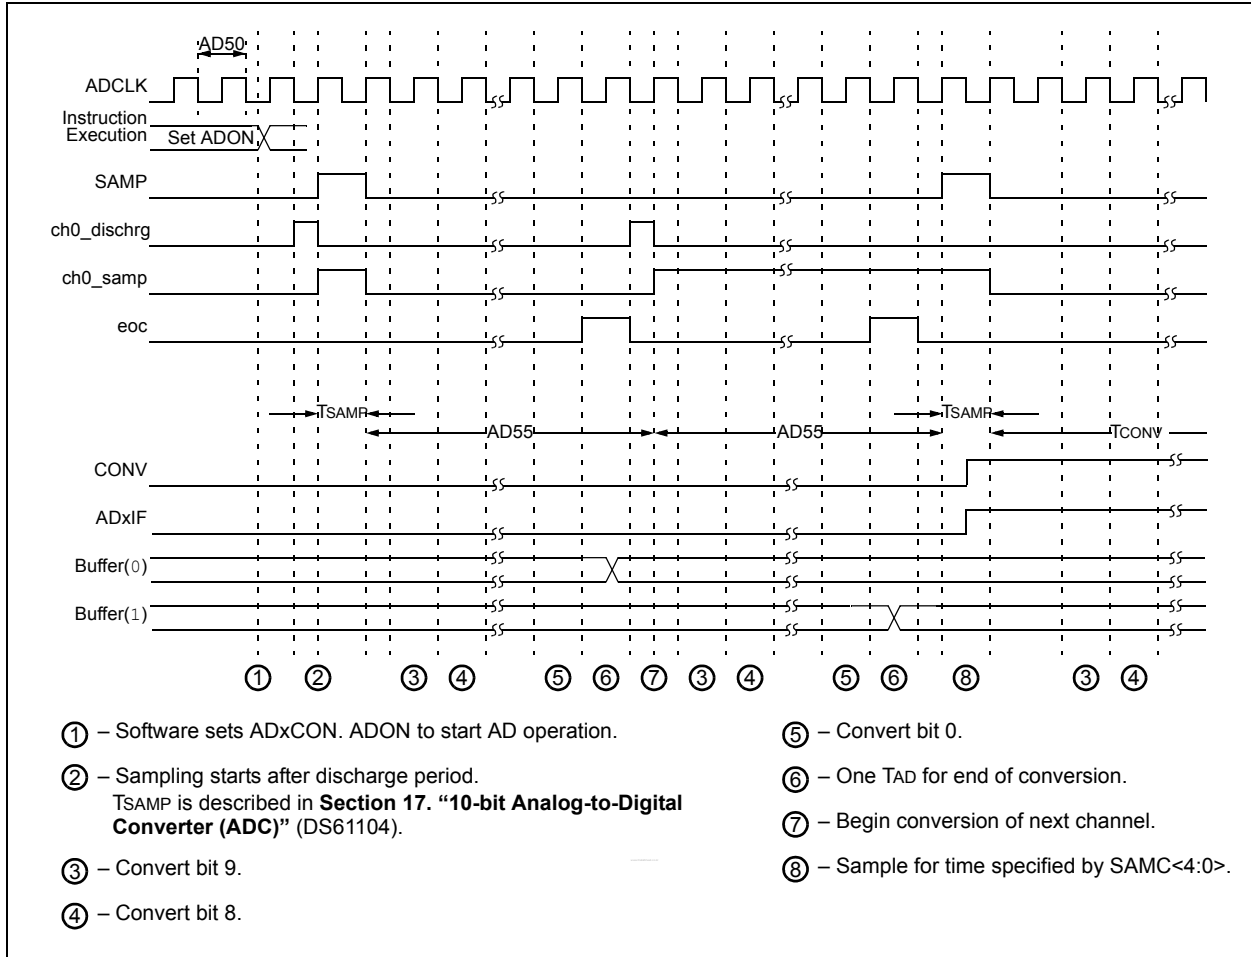 AD50
ADCLK
Instruction
Execution
Set ADON
SAMP
ch0_dischrg
ch0_samp
eoc
TSAMP
TSAMP
AD55
AD55
TCONV
CONV
ADxIF
Buffer(0)
Buffer(1)
1 2 3 4 5 6 7 3 4 5 6 8 3 4
1 – Software sets ADxCON. ADON to start AD operation.
2 – Sampling starts after discharge period.
TSAMP is described in Section 17. “10-bit Analog-to-Digital
Converter (ADC)” (DS61104).
3 – Convert bit 9.
4 – Convert bit 8.
5 – Convert bit 0.
6 – One TAD for end of conversion.
7 – Begin conversion of next channel.
8 – Sample for time specified by SAMC<4:0>.